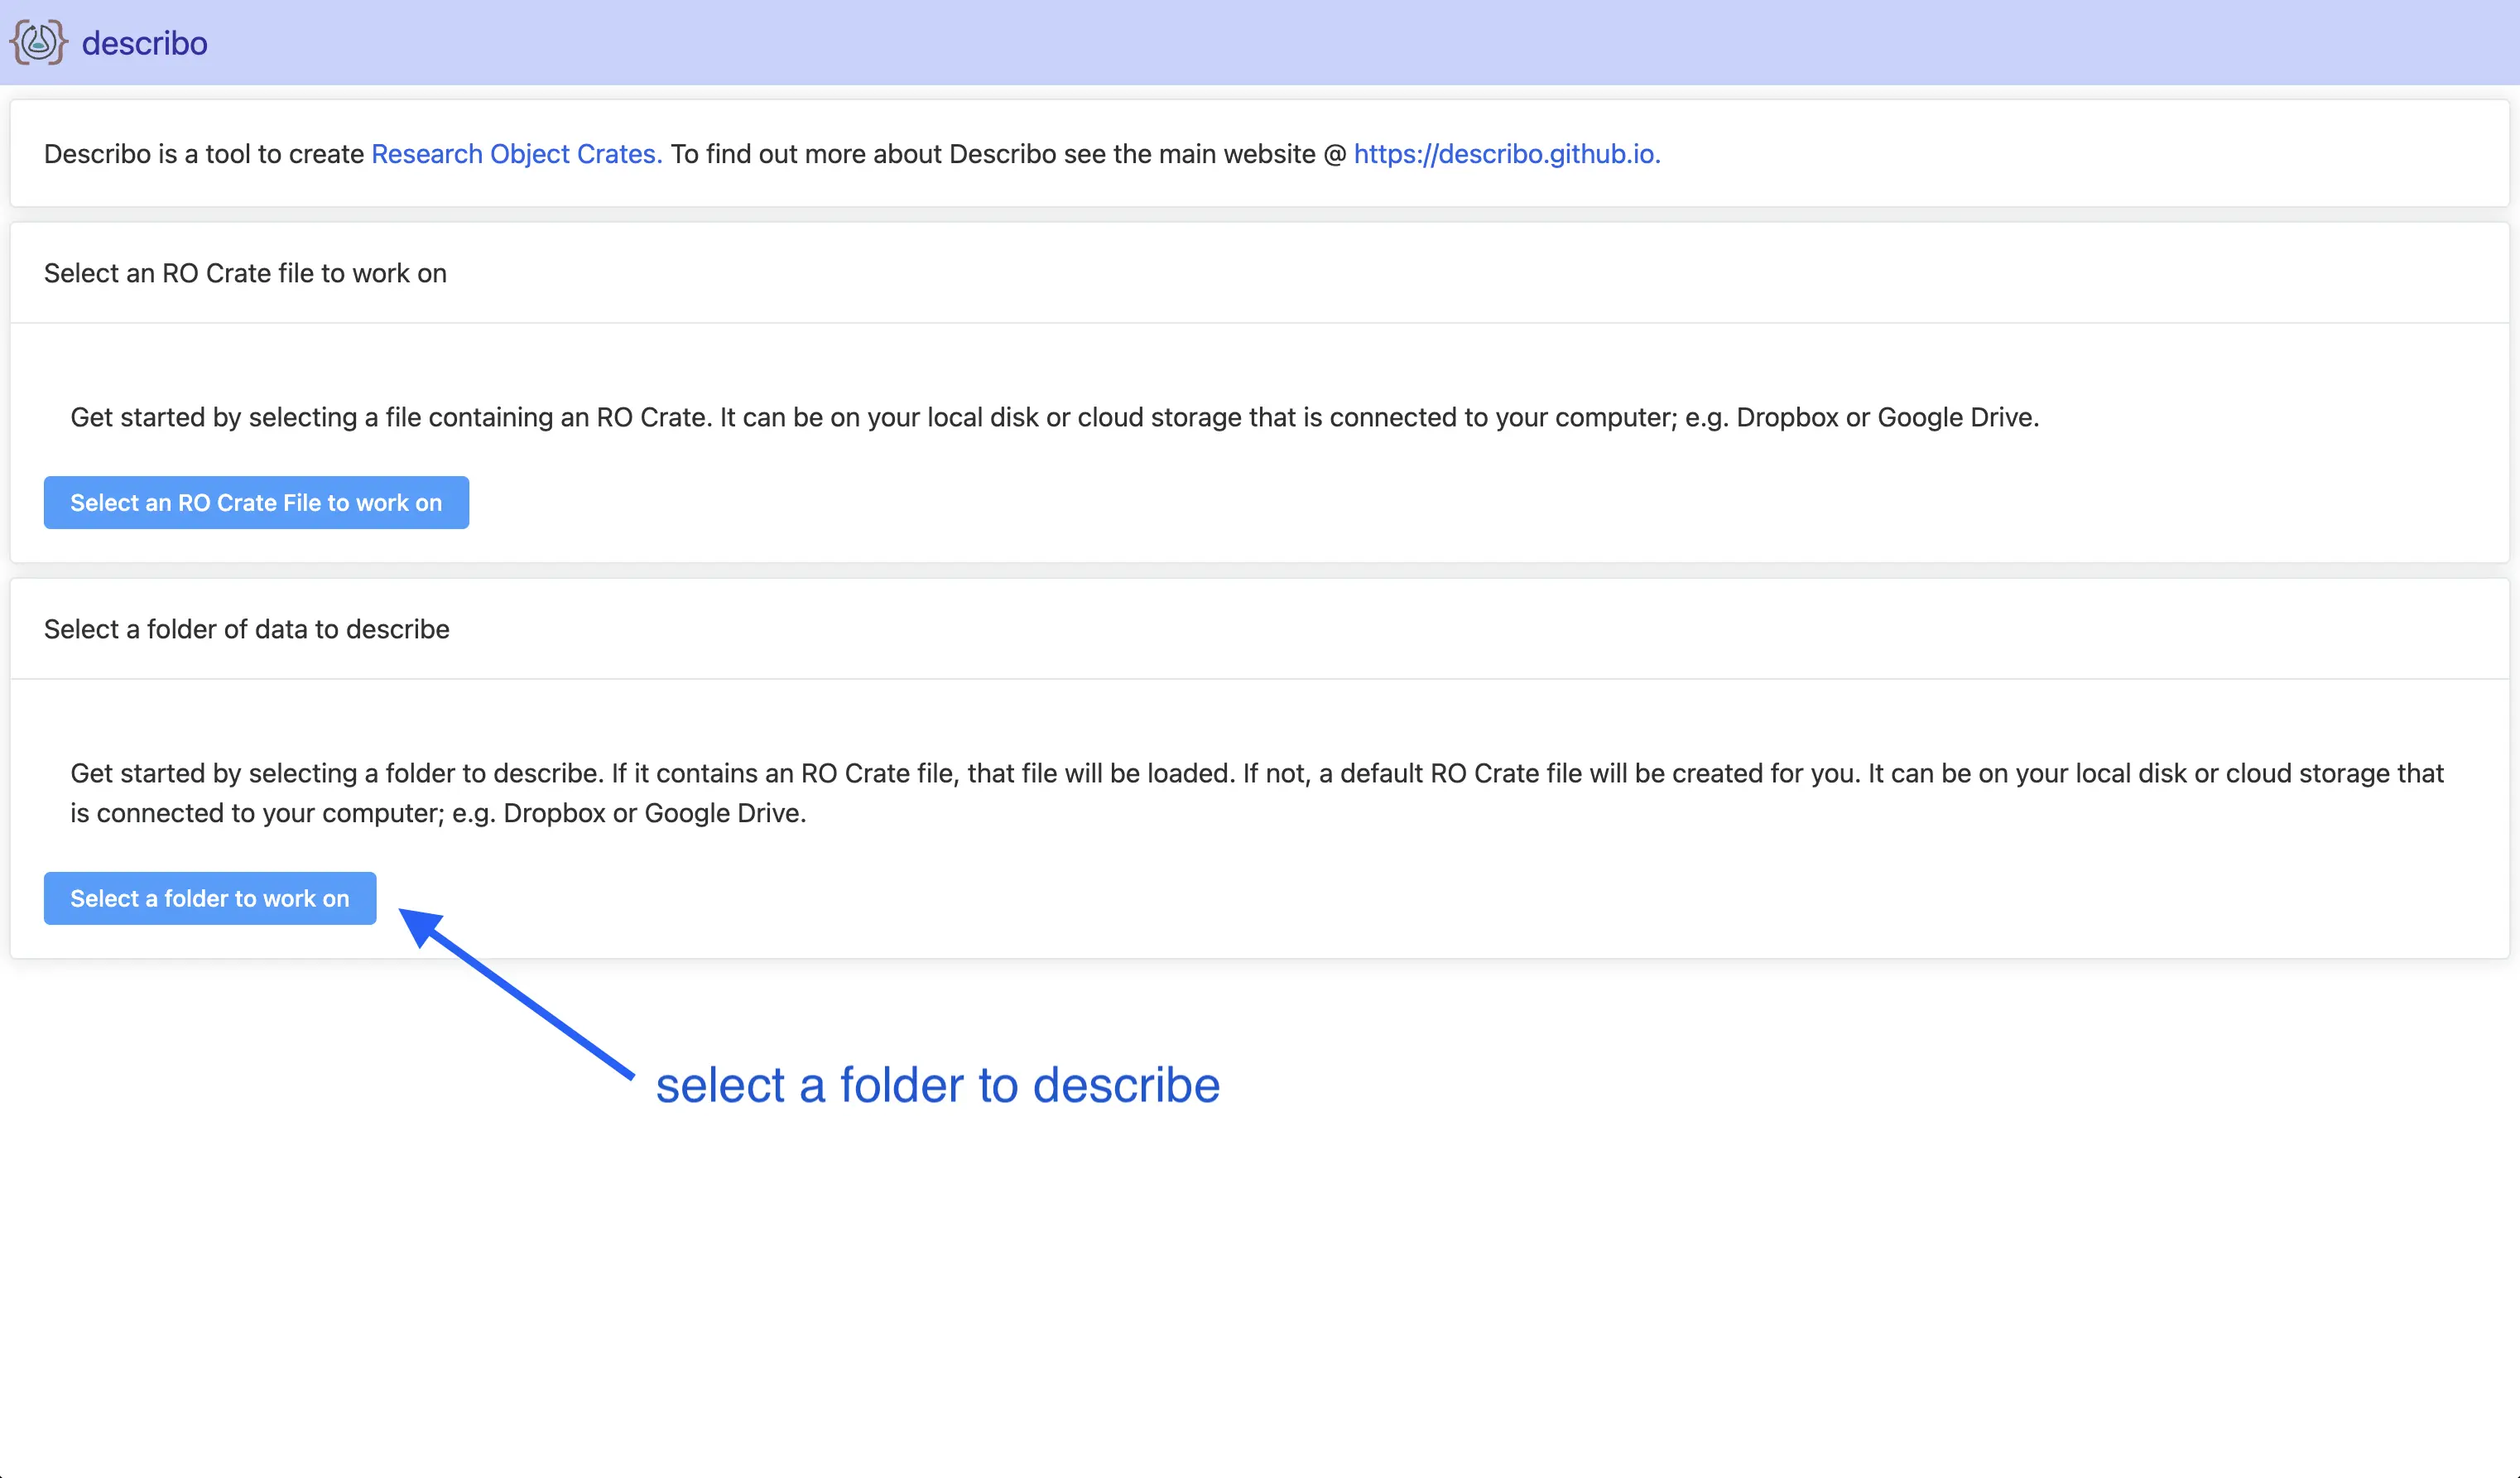 describo
Describo is a tool to create Research Object Crates. To find out more about Describo see the main website @ https://describo.github.io.
Select an RO Crate file to work on
Get started by selecting a file containing an RO Crate. It can be on your local disk or cloud storage that is connected to your computer; e.g. Dropbox or Google Drive.
Select an RO Crate File to work on
Select a folder of data to describe
Get started by selecting a folder to describe. If it contains an RO Crate file, that file will be loaded. If not, a default RO Crate file will be created for you. It can be on your local disk or cloud storage that
is connected to your computer; e.g. Dropbox or Google Drive.
Select a folder to work on
select a folder to describe